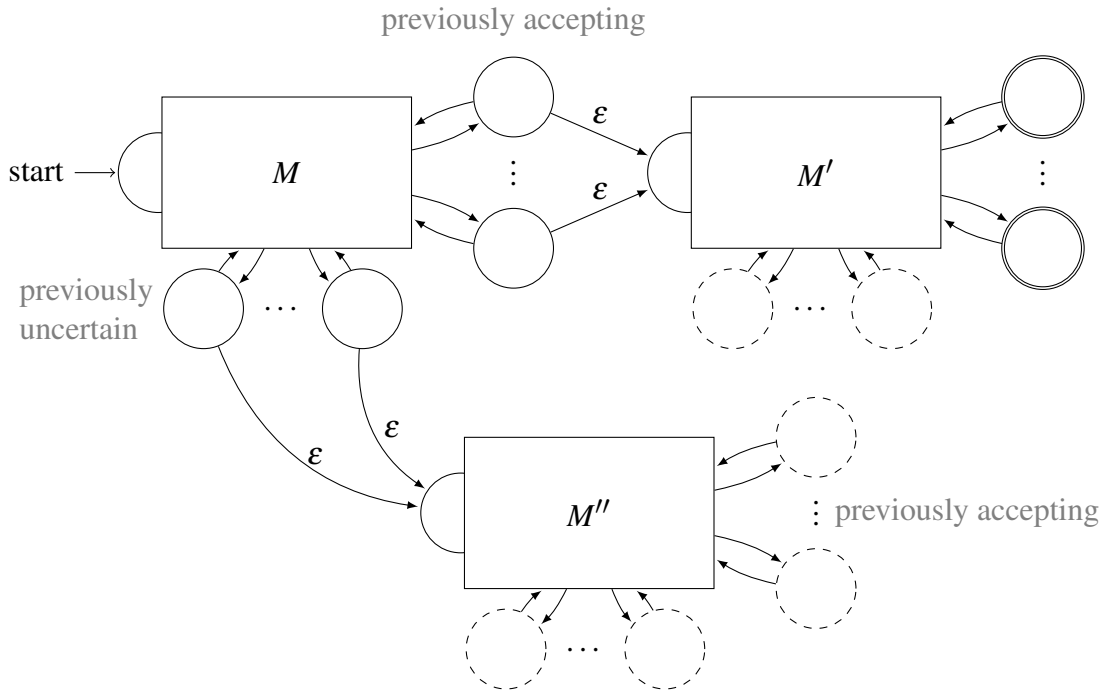 previously accepting
ε
start
M
M′
ε
previously
uncertain
ε
ε
M″
previously accepting